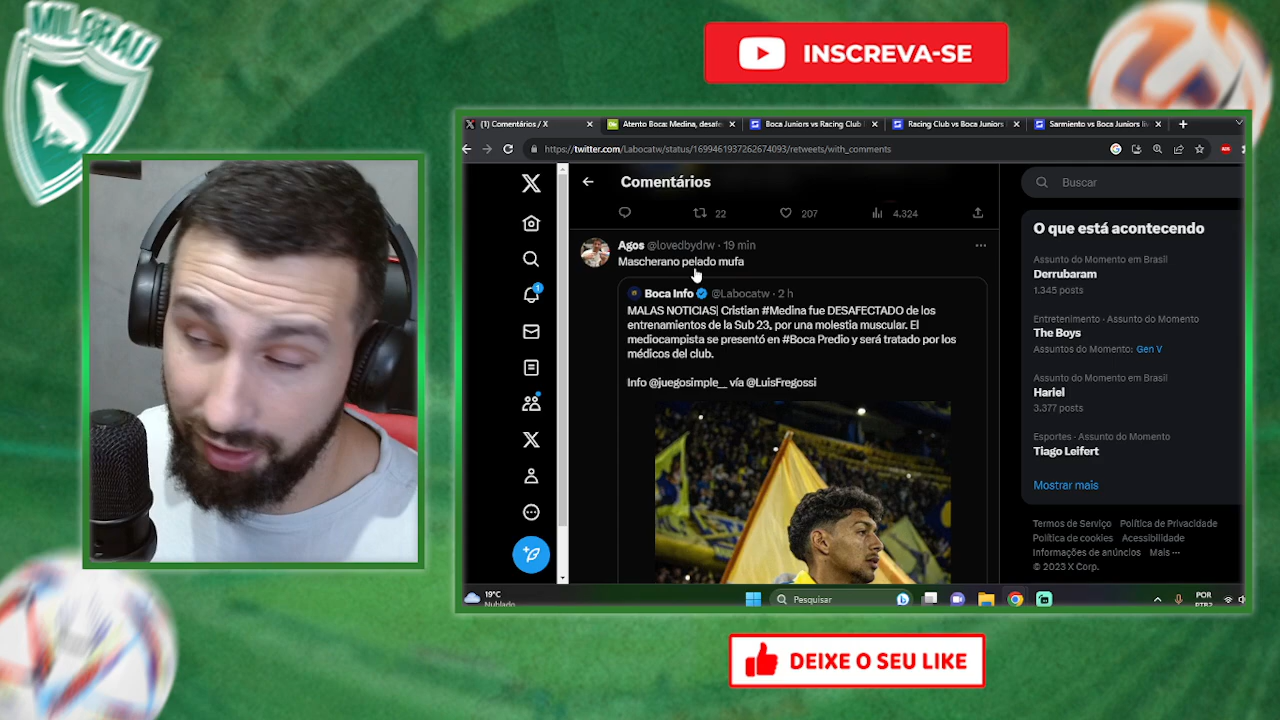 MILGRAU
INSCREVA-SE
(1) Comentários / X
Atento Boca: Medina, desafe
Boca Juniors vs Racing Club
Racing Club vs Boca Juniors
Sarmiento vs Boca Juniors liv
https://twitter.com/Labocatw/status/1699461937262674093/retweets/with_comments
Comentários
22
207
4.324
Agos @lovedbydrw · 19 min
Mascherano pelado mufa
Boca Info @Labocatw · 2 h
MALAS NOTICIAS| Cristian #Medina fue DESAFECTADO de los
entrenamientos de la Sub 23, por una molestia muscular. El
mediocampista se presentó en #Boca Predio y será tratado por los
médicos del club.
Info @juegosimple__ vía @LuisFregossi
1
Buscar
O que está acontecendo
Assunto do Momento em Brasil
Derrubaram
1.345 posts
Entretenimento · Assunto do Momento
The Boys
Assuntos do Momento: Gen V
Assunto do Momento em Brasil
Hariel
3.377 posts
Esportes · Assunto do Momento
Tiago Leifert
Mostrar mais
Termos de Serviço Política de Privacidade
Política de cookies Acessibilidade
Informações de anúncios Mais ···
© 2023 X Corp.
19°C
Nublado
Pesquisar
POR
PTB2
DEIXE O SEU LIKE